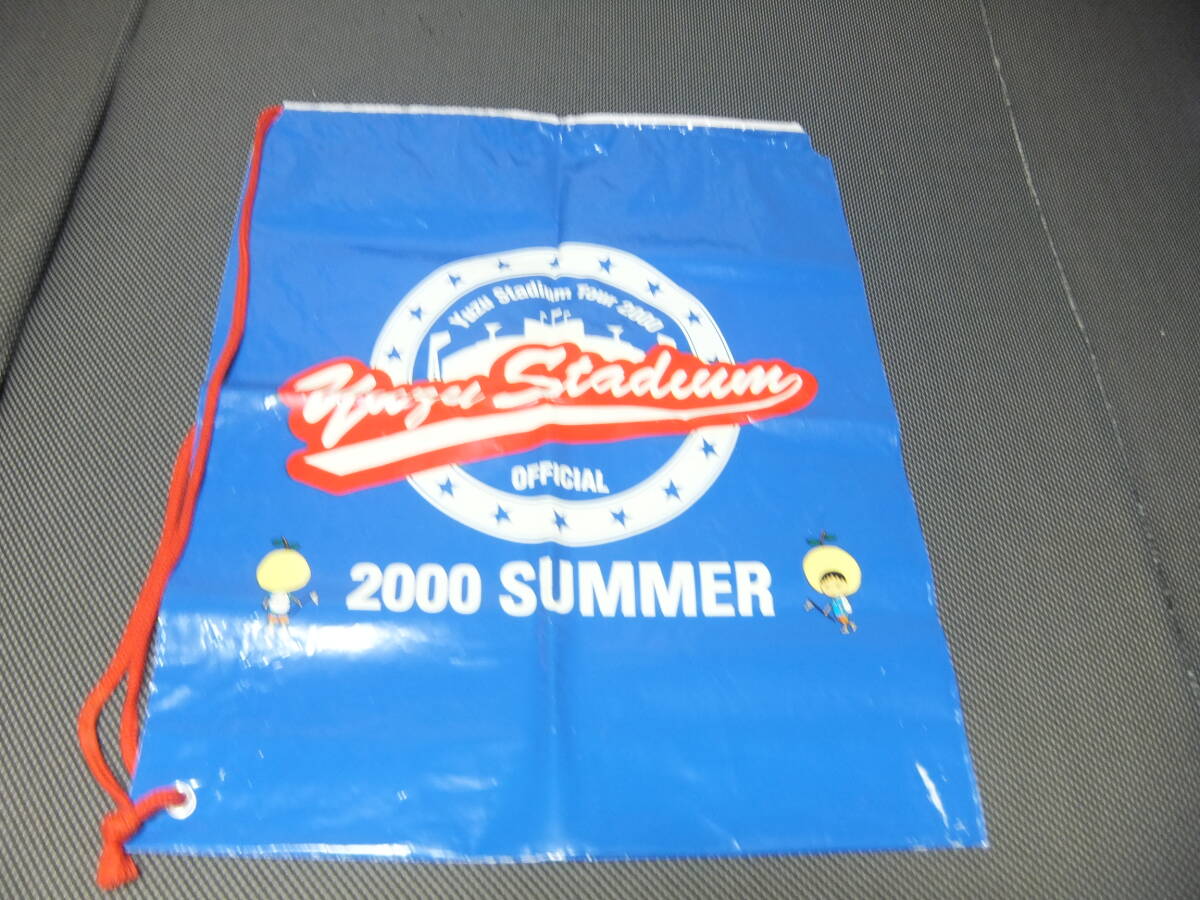 Yuzu Stadium Tour 2000
Yuzu Stadium
OFFICIAL
2000 SUMMER